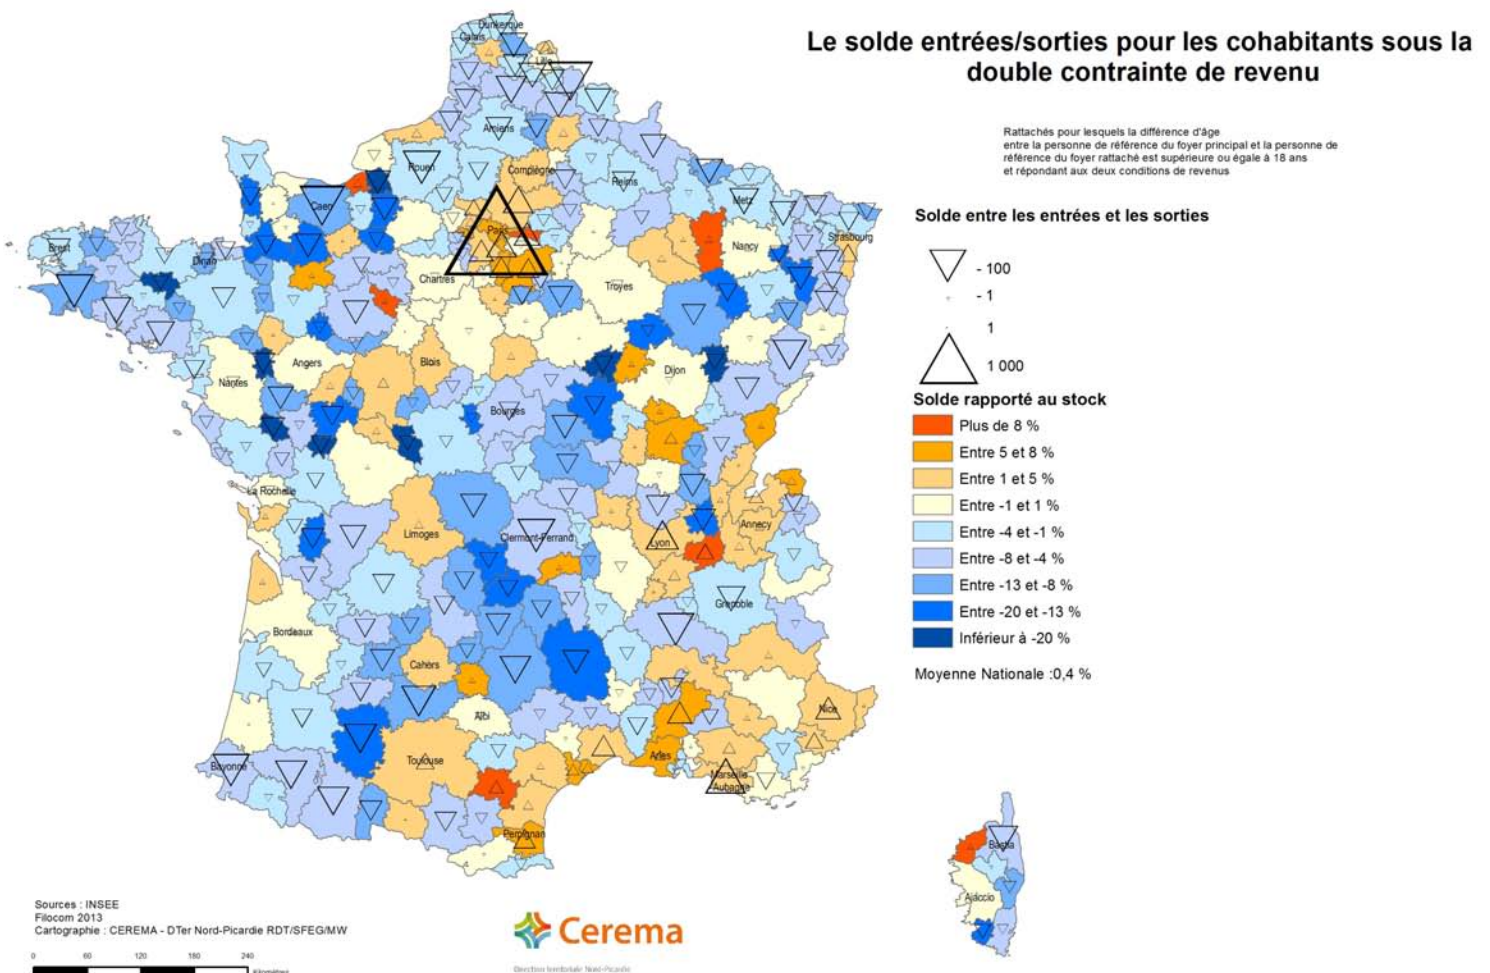 Le solde entrées/sorties pour les cohabitants sous la
double contrainte de revenu
Rattachés pour lesquels la différence d'âge
entre la personne de référence du foyer principal et la personne de
référence du foyer rattaché est supérieure ou égale à 18 ans
et répondant aux deux conditions de revenus
Solde entre les entrées et les sorties
- 100
- 1
1
1 000
Solde rapporté au stock
Plus de 8 %
Entre 5 et 8 %
Entre 1 et 5 %
Entre -1 et 1 %
Entre -4 et -1 %
Entre -8 et -4 %
Entre -13 et -8 %
Entre -20 et -13 %
Inférieur à -20 %
Moyenne Nationale :0,4 %
Dunkerque
Calais
Lille
Amiens
Rouen
Compiègne
Reims
Caen
Metz
Paris
Nancy
Strasbourg
Brest
Dinan
Chartres
Troyes
Angers
Blois
Dijon
Nantes
Bourges
La Rochelle
Limoges
Clermont-Ferrand
Lyon
Annecy
Grenoble
Bordeaux
Cahors
Albi
Nice
Bayonne
Toulouse
Arles
Marseille
Aubagne
Perpignan
Bastia
Ajaccio
Sources : INSEE
Filocom 2013
Cartographie : CEREMA - DTer Nord-Picardie RDT/SFEG/MW
0 60 120 180 240
Kilomètres
Cerema
Direction territoriale Nord-Picardie